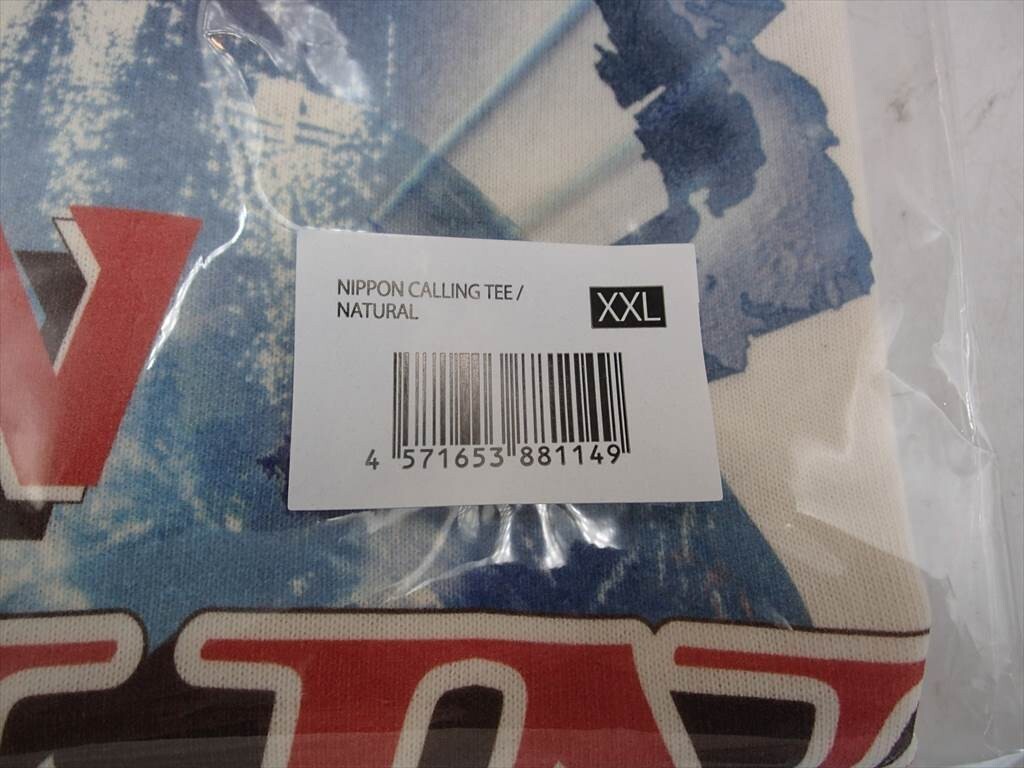 NIPPON CALLING TEE /
NATURAL
XXL
4 571653 881149